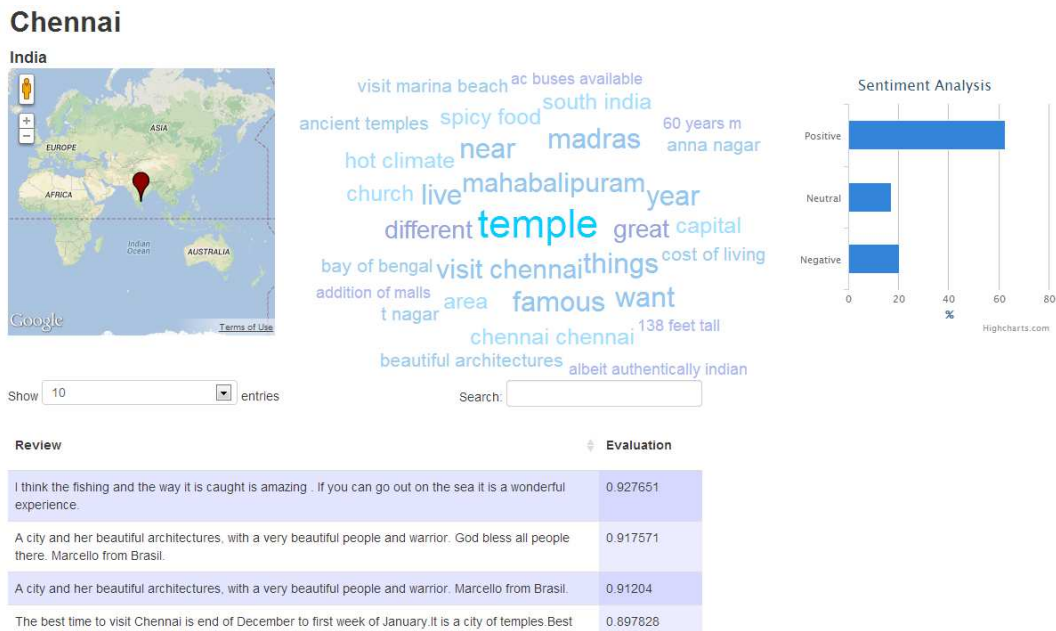 Chennai
India
ASIA
EUROPE
AFRICA
Indian
Ocean
AUSTRALIA
Google
Terms of Use
visit marina beach
ac buses available
spicy food
south india
ancient temples
madras
60 years m
near
anna nagar
hot climate
church
live
mahabalipuram
year
different
temple
great
capital
bay of bengal
visit chennai
things
cost of living
addition of malls
area
famous
want
t nagar
138 feet tall
chennai chennai
beautiful architectures
albeit authentically indian
Sentiment Analysis
Positive
Neutral
Negative
0 20 40 60 80
%
Highcharts.com
Show 10 entries
Search:
Review Evaluation
I think the fishing and the way it is caught is amazing . If you can go out on the sea it is a wonderful 0.927651
experience.
A city and her beautiful architectures, with a very beautiful people and warrior. God bless all people 0.917571
there. Marcello from Brasil.
A city and her beautiful architectures, with a very beautiful people and warrior. Marcello from Brasil. 0.91204
The best time to visit Chennai is end of December to first week of January.It is a city of temples.Best 0.897828